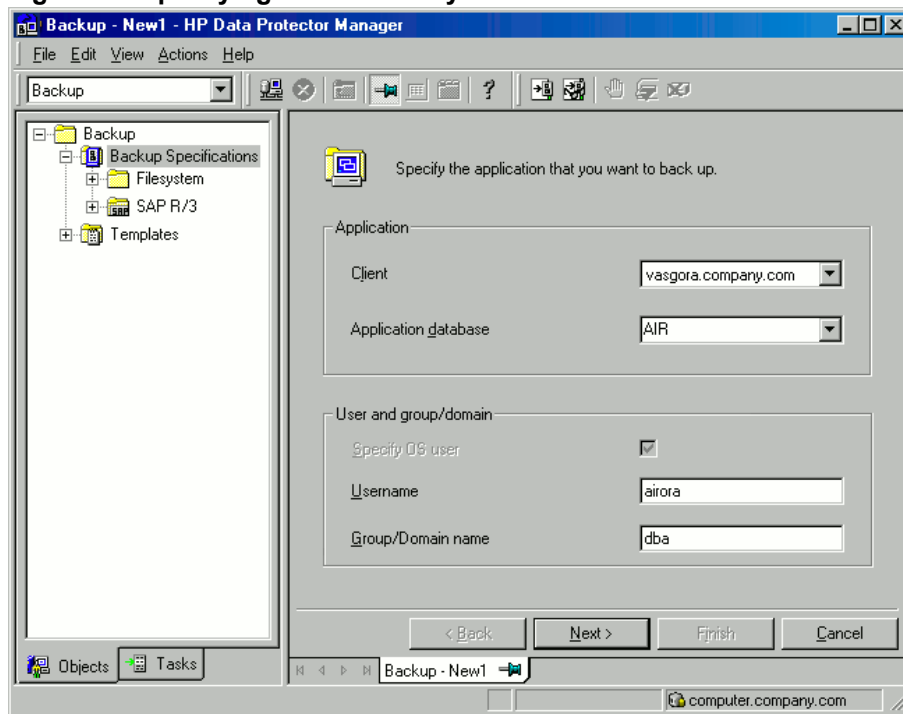 Backup - New1 - HP Data Protector Manager
File Edit View Actions Help
Backup
Backup
Backup Specifications
Filesystem
SAP R/3
Templates
Specify the application that you want to back up.
Application
Client
vasgora.company.com
Application database
AIR
User and group/domain
Specify OS user
Username
airora
Group/Domain name
dba
< Back
Next >
Finish
Cancel
Objects
Tasks
Backup - New1
computer.company.com